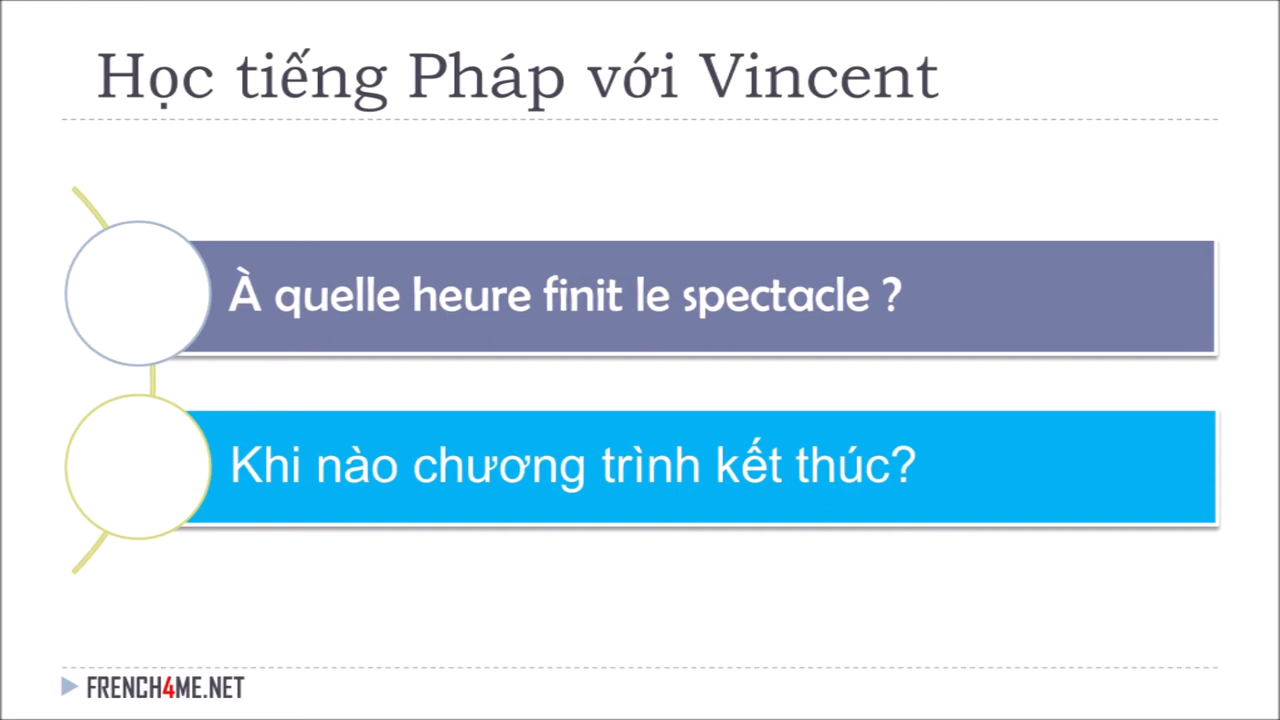 Học tiếng Pháp với Vincent
À quelle heure finit le spectacle ?
Khi nào chương trình kết thúc?
FRENCH4ME.NET